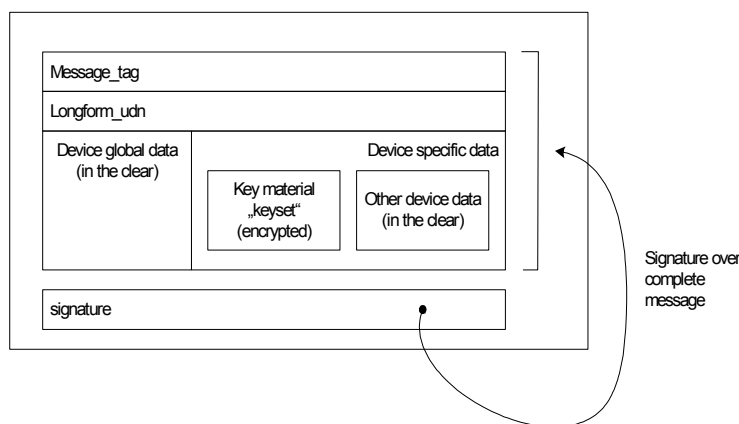 Message_tag
Longform_udn
Device global data
(in the clear)
Device specific data
Key material
„keyset“
(encrypted)
Other device data
(in the clear)
signature
Signature over
complete
message